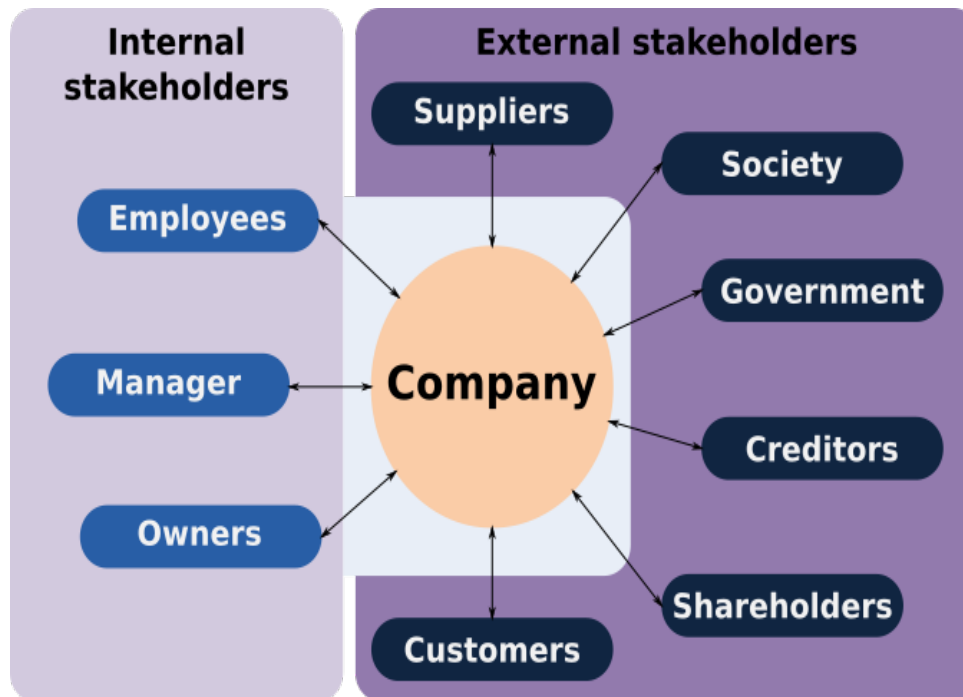 Internal
stakeholders
External stakeholders
Suppliers
Society
Employees
Government
Manager
Company
Creditors
Owners
Shareholders
Customers